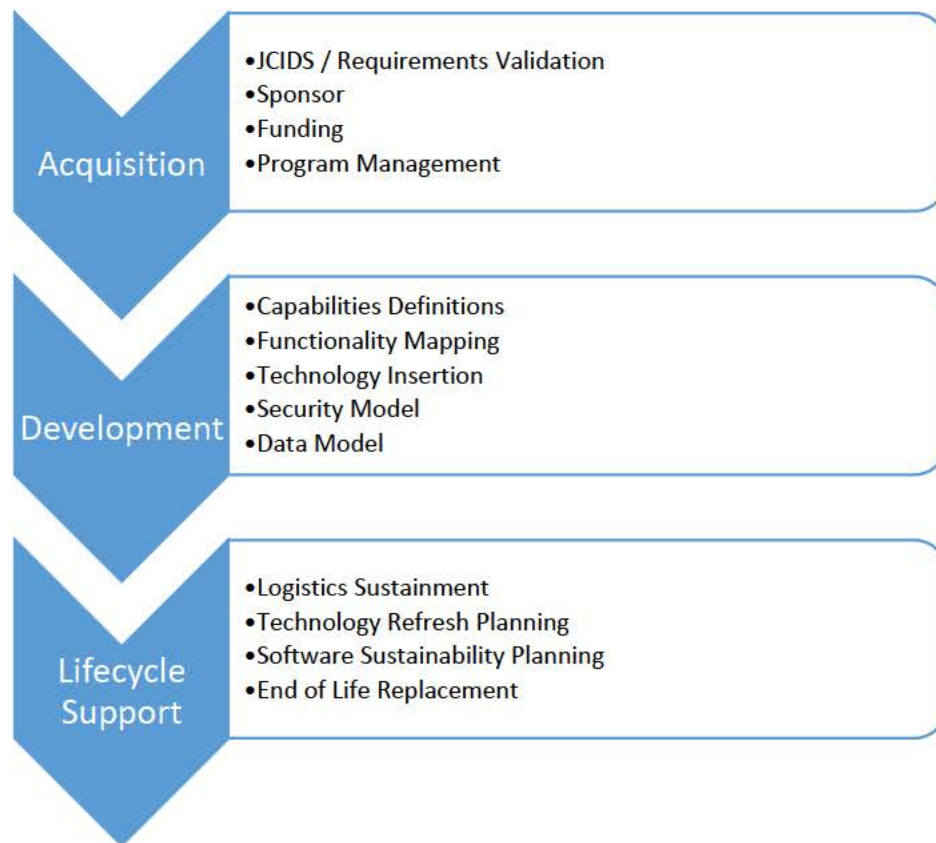 Acquisition
•JCIDS / Requirements Validation
•Sponsor
•Funding
•Program Management
Development
•Capabilities Definitions
•Functionality Mapping
•Technology Insertion
•Security Model
•Data Model
Lifecycle
Support
•Logistics Sustainment
•Technology Refresh Planning
•Software Sustainability Planning
•End of Life Replacement